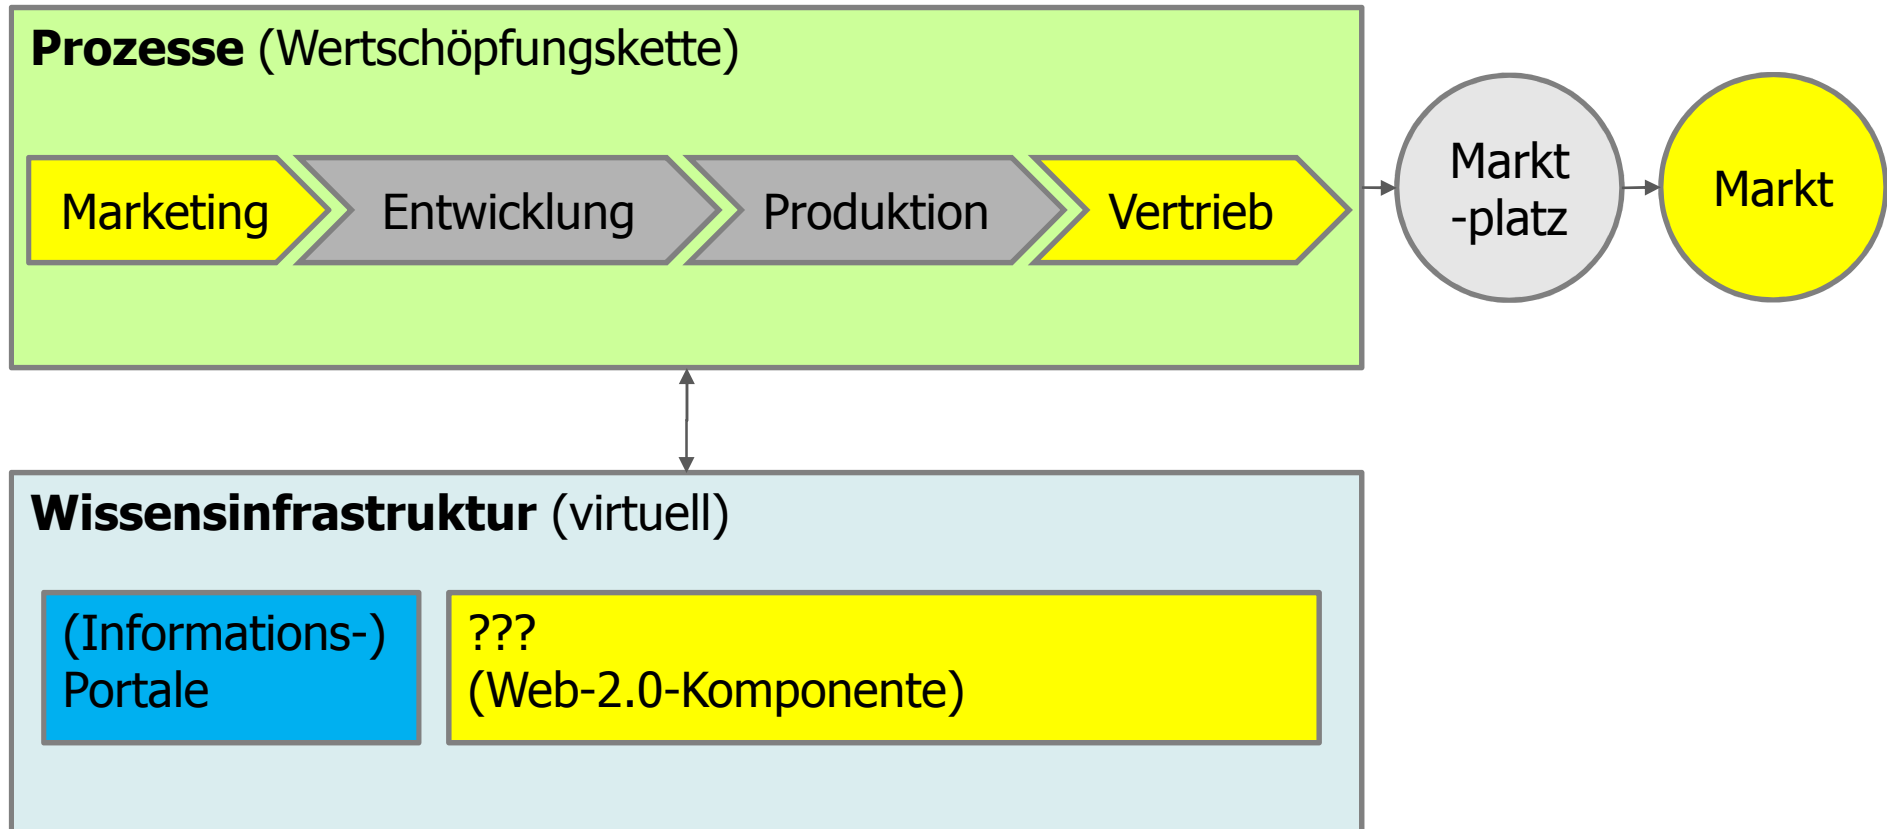 Prozesse (Wertschöpfungskette)
Marketing
Entwicklung
Produktion
Vertrieb
Markt
-platz
Markt
Wissensinfrastruktur (virtuell)
(Informations-)
Portale
???
(Web-2.0-Komponente)